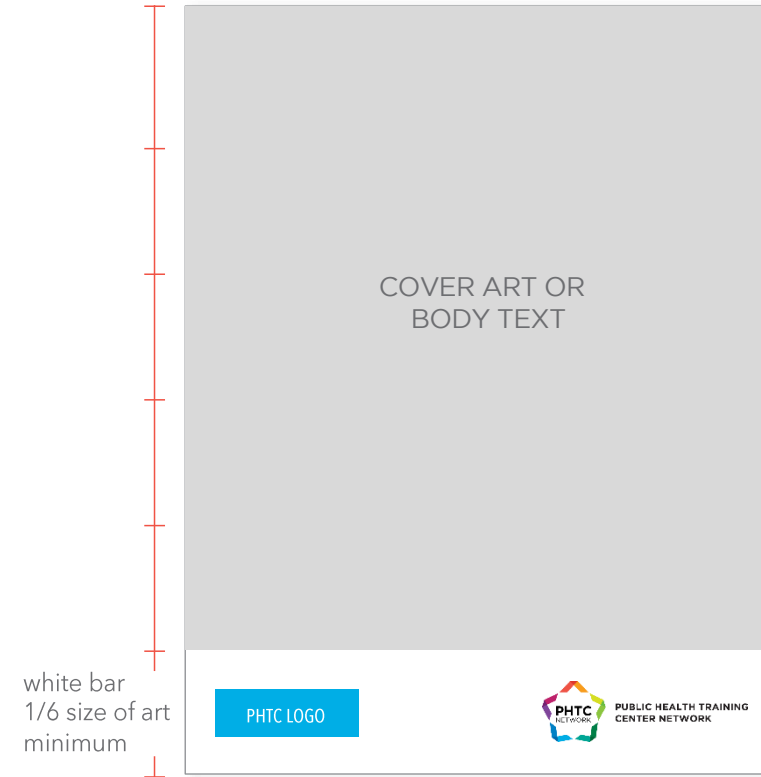 COVER ART OR
BODY TEXT
white bar
1/6 size of art
minimum
PHTC LOGO
PHTC
NETWORK
PUBLIC HEALTH TRAINING
CENTER NETWORK